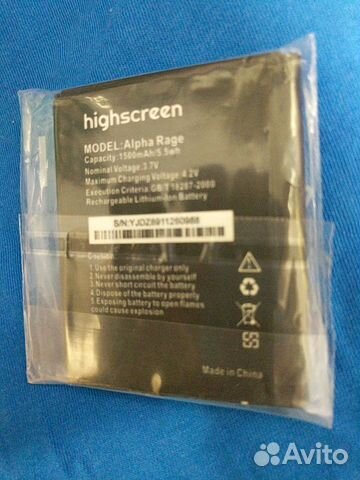 highscreen
MODEL:Alpha Rage
Capacity:1500mAh/5.5wh
Nominal Voltage:3.7V
Maximum Charging Voltage:4.2V
Execution Criteria:GB/T 18287-2000
Rechargeable Lithium-ion Battery
S/N:YJDZ8911260988
Caution:
1.Use the original charger only
2.Never disassemble by yourself
3.Never short circuit the battery
4.Dispose of the battery properly
5.Exposing battery to open flamos
could cause explosion
Made in China
Avito